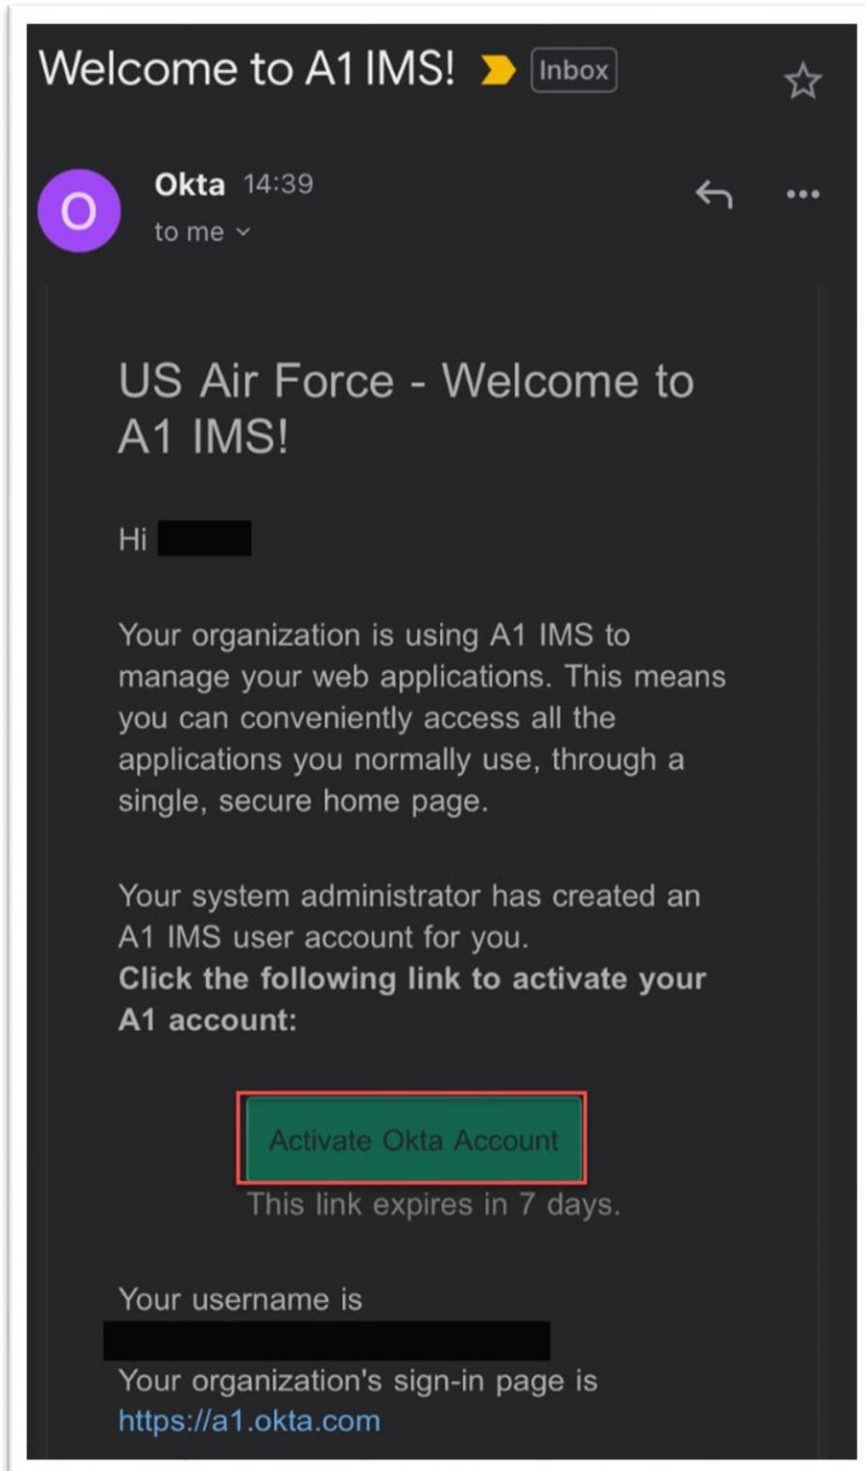 Welcome to A1 IMS! Inbox
O
Okta 14:39
to me
US Air Force - Welcome to
A1 IMS!
Hi
Your organization is using A1 IMS to
manage your web applications. This means
you can conveniently access all the
applications you normally use, through a
single, secure home page.
Your system administrator has created an
A1 IMS user account for you.
Click the following link to activate your
A1 account:
Activate Okta Account
This link expires in 7 days.
Your username is
Your organization's sign-in page is
https://a1.okta.com